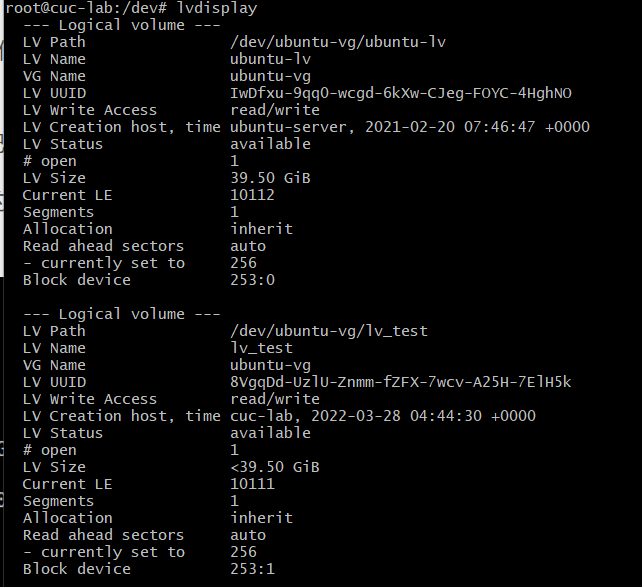 root@cuc-lab:/dev# lvdisplay
--- Logical volume ---
LV Path /dev/ubuntu-vg/ubuntu-lv
LV Name ubuntu-lv
VG Name ubuntu-vg
LV UUID IwDfxu-9qqO-wcgd-6kXw-CJeg-FOYC-4HghNO
LV Write Access read/write
LV Creation host, time ubuntu-server, 2021-02-20 07:46:47 +0000
LV Status available
# open 1
LV Size 39.50 GiB
Current LE 10112
Segments 1
Allocation inherit
Read ahead sectors auto
- currently set to 256
Block device 253:0
--- Logical volume ---
LV Path /dev/ubuntu-vg/lv_test
LV Name lv_test
VG Name ubuntu-vg
LV UUID 8VgqDd-UzlU-Znmm-fZFX-7wcv-A25H-7ElH5k
LV Write Access read/write
LV Creation host, time cuc-lab, 2022-03-28 04:44:30 +0000
LV Status available
# open 1
LV Size <39.50 GiB
Current LE 10111
Segments 1
Allocation inherit
Read ahead sectors auto
- currently set to 256
Block device 253:1